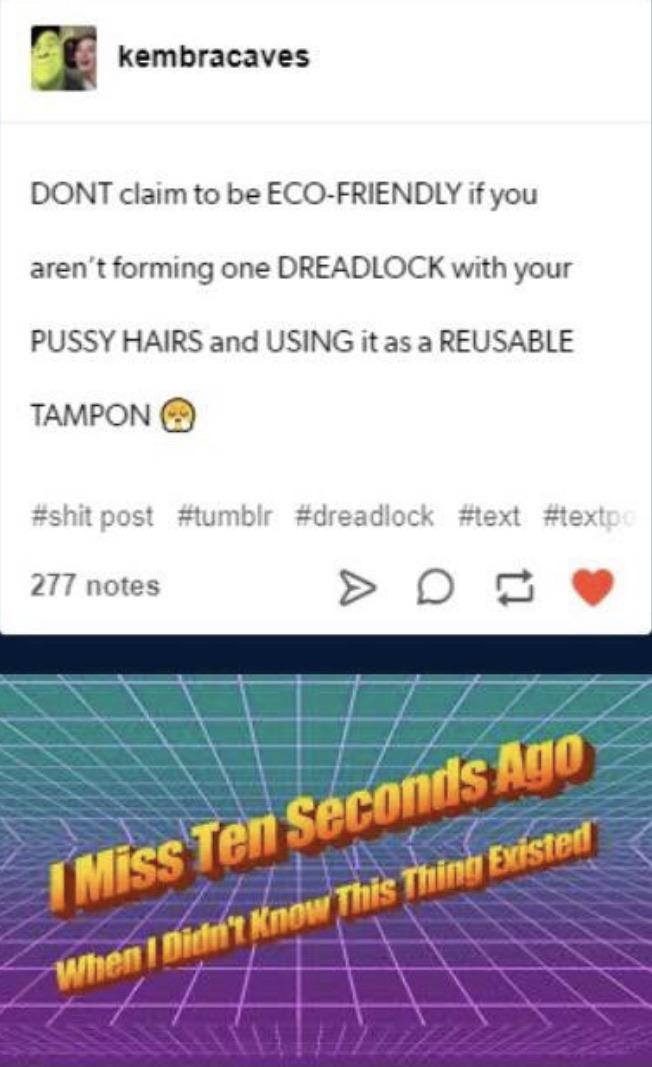 kembracaves
DONT claim to be ECO-FRIENDLY if you
aren't forming one DREADLOCK with your
PUSSY HAIRS and USING it as a REUSABLE
TAMPON
#shit post #tumblr #dreadlock #text #textpo
277 notes
I Miss Ten Seconds Ago
When I Didn't Know This Thing Existed